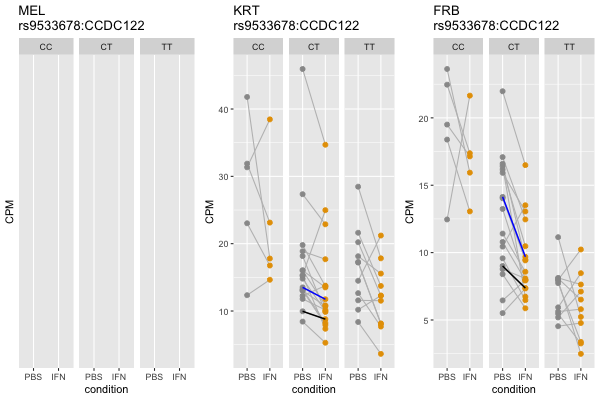 MEL
rs9533678:CCDC122
CC CT TT
CPM
PBS IFN PBS IFN PBS IFN
condition
KRT
rs9533678:CCDC122
CC CT TT
40
30
20
10
CPM
PBS IFN PBS IFN PBS IFN
condition
FRB
rs9533678:CCDC122
CC CT TT
20
15
10
5
CPM
PBS IFN PBS IFN PBS IFN
condition